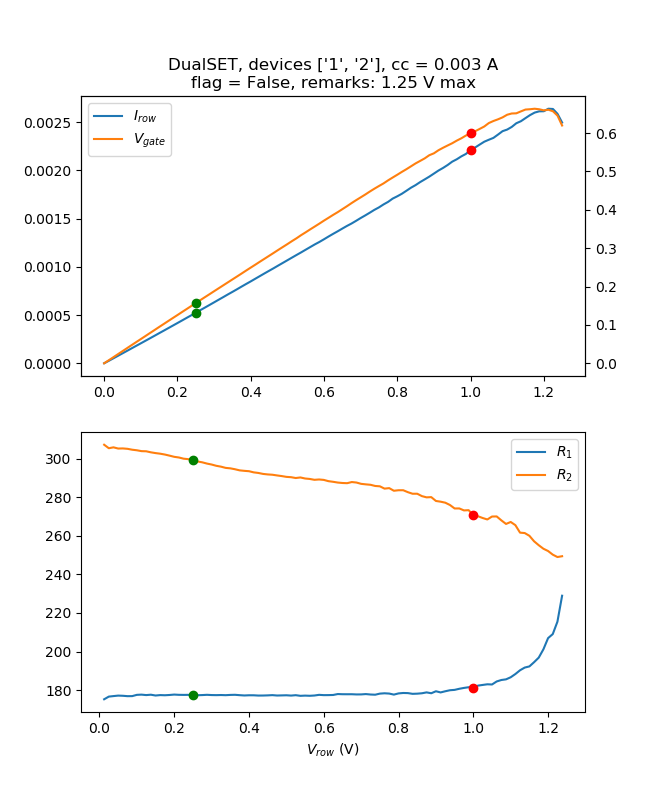 DualSET, devices ['1', '2'], cc = 0.003 A
flag = False, remarks: 1.25 V max
I_row
V_gate
0.0025
0.0020
0.0015
0.0010
0.0005
0.0000
0.6
0.5
0.4
0.3
0.2
0.1
0.0
0.0 0.2 0.4 0.6 0.8 1.0 1.2
R_1
R_2
300
280
260
240
220
200
180
0.0 0.2 0.4 0.6 0.8 1.0 1.2
V_row (V)